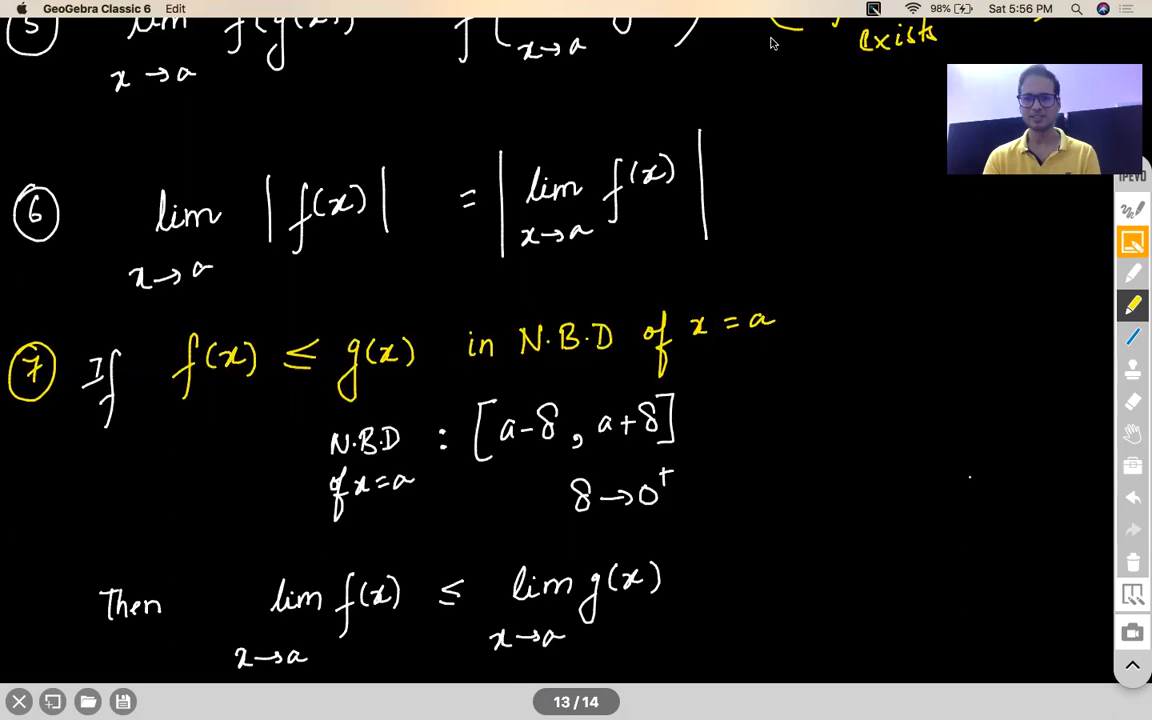 GeoGebra Classic 6 Edit 98% Sat 5:56 PM
5 lim f(g(x)) f( x→a
x→a exists
6 lim |f(x)| = |lim f(x)|
x→a x→a
7 If f(x) ≤ g(x) in N.B.D of x = a
N.B.D : [a-δ, a+δ]
of x=a δ→0⁺
Then lim f(x) ≤ lim g(x)
x→a x→a
IPEVO
13/14